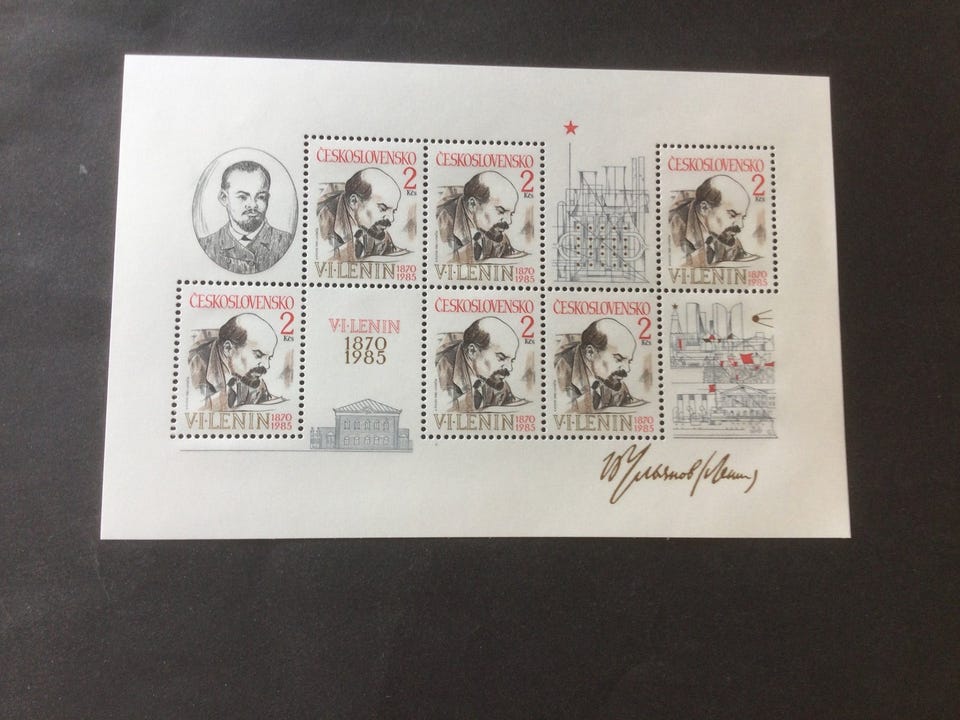 ČESKOSLOVENSKO
2
Kčs
V·I·LENIN 1870
1985
ČESKOSLOVENSKO
2
Kčs
V·I·LENIN 1870
1985
ČESKOSLOVENSKO
2
Kčs
V·I·LENIN 1870
1985
ČESKOSLOVENSKO
2
Kčs
V·I·LENIN 1870
1985
V·I·LENIN
1870
1985
ČESKOSLOVENSKO
2
Kčs
V·I·LENIN 1870
1985
ČESKOSLOVENSKO
2
Kčs
V·I·LENIN 1870
1985
В. Ульянов (Ленин)